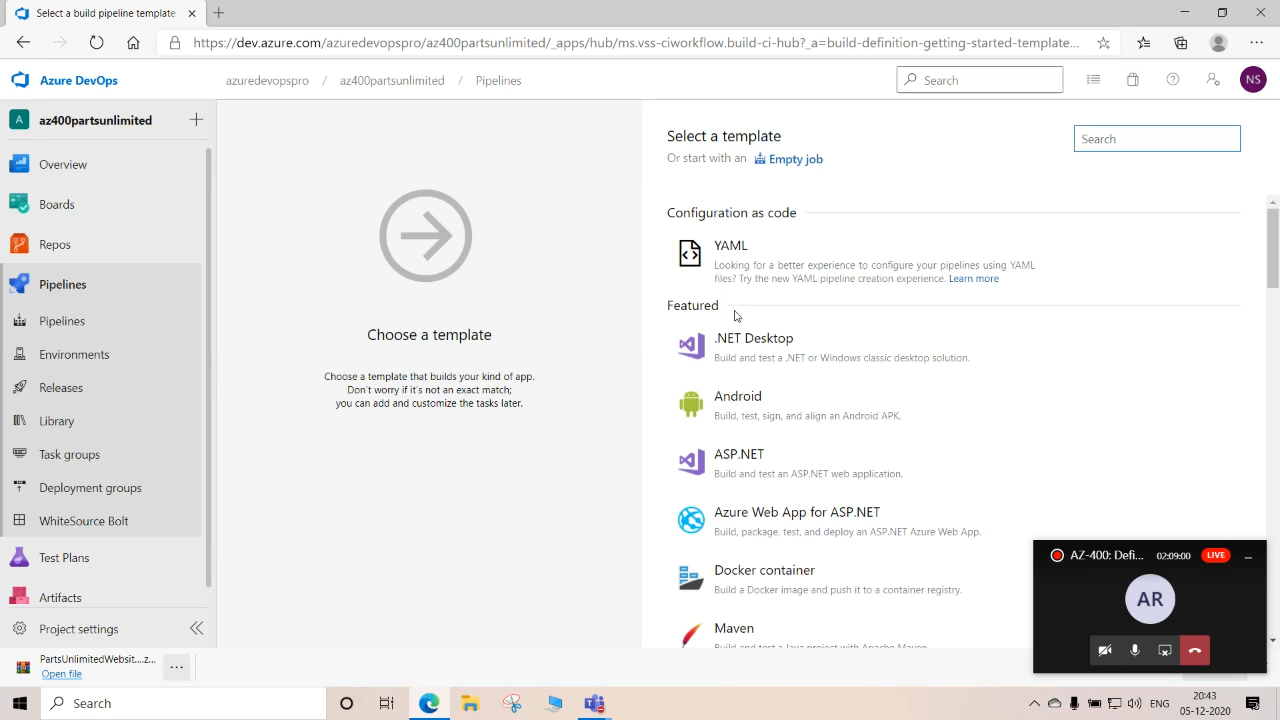 Select a build pipeline template
https://dev.azure.com/azuredevopspro/az400partsunlimited/_apps/hub/ms.vss-ciworkflow.build-ci-hub?_a=build-definition-getting-started-template...
Azure DevOps
azuredevopspro / az400partsunlimited / Pipelines
Search
NS
A az400partsunlimited
Overview
Boards
Repos
Pipelines
Pipelines
Environments
Releases
Library
Task groups
Deployment groups
WhiteSource Bolt
Test Plans
Artifacts
Project settings
Choose a template
Choose a template that builds your kind of app.
Don't worry if it's not an exact match;
you can add and customize the tasks later.
Select a template
Or start with an Empty job
Search
Configuration as code
YAML
Looking for a better experience to configure your pipelines using YAML
files? Try the new YAML pipeline creation experience. Learn more
Featured
.NET Desktop
Build and test a .NET or Windows classic desktop solution.
Android
Build, test, sign, and align an Android APK.
ASP.NET
Build and test an ASP.NET web application.
Azure Web App for ASP.NET
Build, package, test, and deploy an ASP.NET Azure Web App.
Docker container
Build a Docker image and push it to a container registry.
Maven
Build and test a Java project with Apache Maven.
AZ-400: Defi... 02:09:00 LIVE
AR
PartsUnlimitedWebsit....z...
Open file
Search
ENG
20:43
05-12-2020